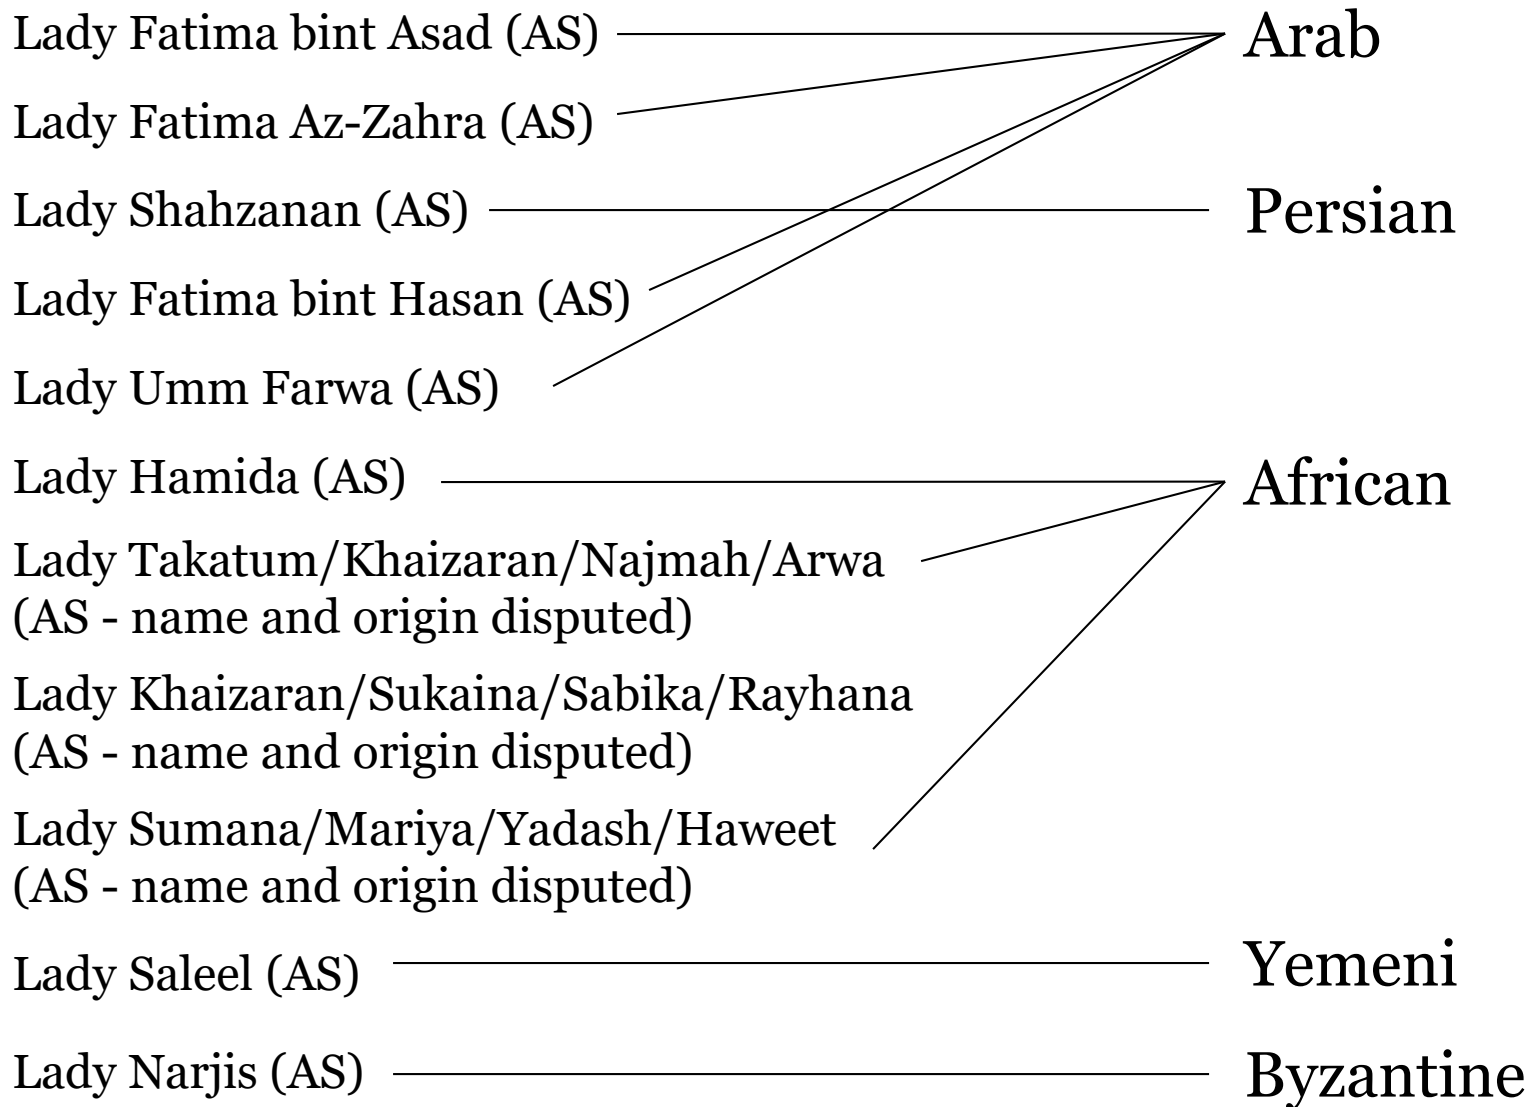 Lady Fatima bint Asad (AS)
Arab
Lady Fatima Az-Zahra (AS)
Lady Shahzanan (AS)
Persian
Lady Fatima bint Hasan (AS)
Lady Umm Farwa (AS)
Lady Hamida (AS)
African
Lady Takatum/Khaizaran/Najmah/Arwa
(AS - name and origin disputed)
Lady Khaizaran/Sukaina/Sabika/Rayhana
(AS - name and origin disputed)
Lady Sumana/Mariya/Yadash/Haweet
(AS - name and origin disputed)
Lady Saleel (AS)
Yemeni
Lady Narjis (AS)
Byzantine